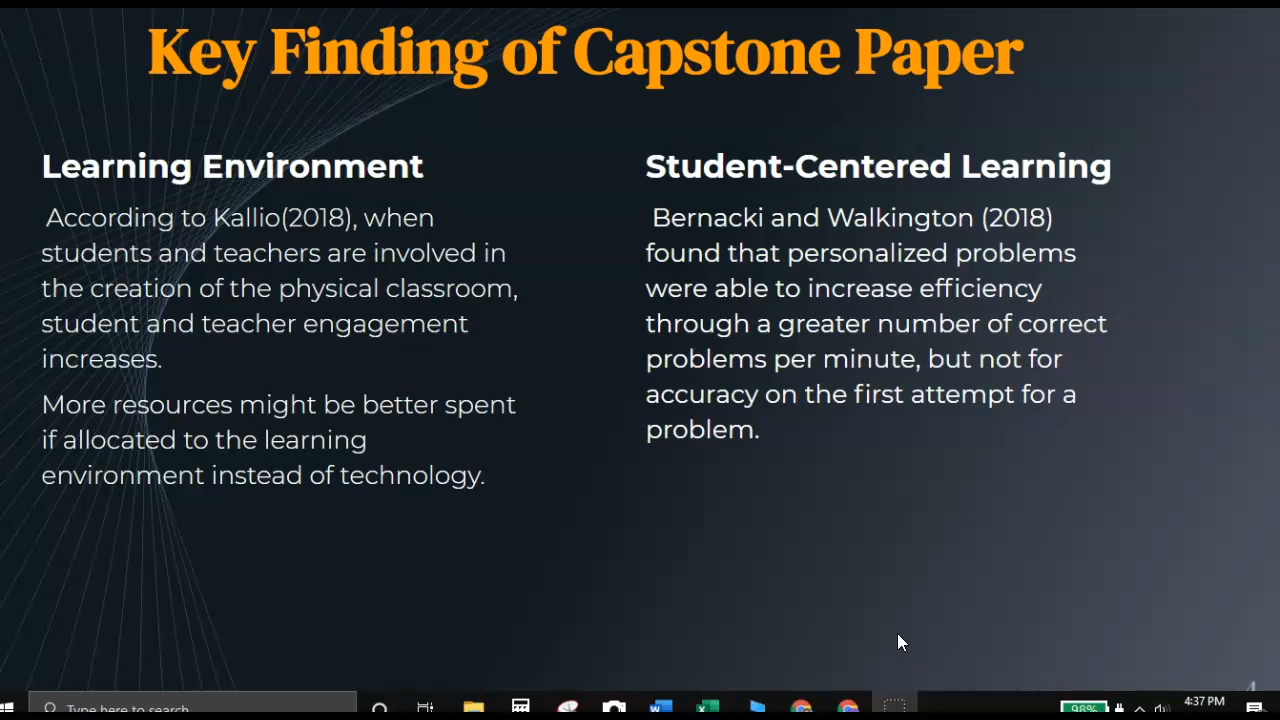 Key Finding of Capstone Paper
Learning Environment
According to Kallio(2018), when
students and teachers are involved in
the creation of the physical classroom,
student and teacher engagement
increases.
More resources might be better spent
if allocated to the learning
environment instead of technology.
Student-Centered Learning
Bernacki and Walkington (2018)
found that personalized problems
were able to increase efficiency
through a greater number of correct
problems per minute, but not for
accuracy on the first attempt for a
problem.
4
Type here to search
98%
4:37 PM